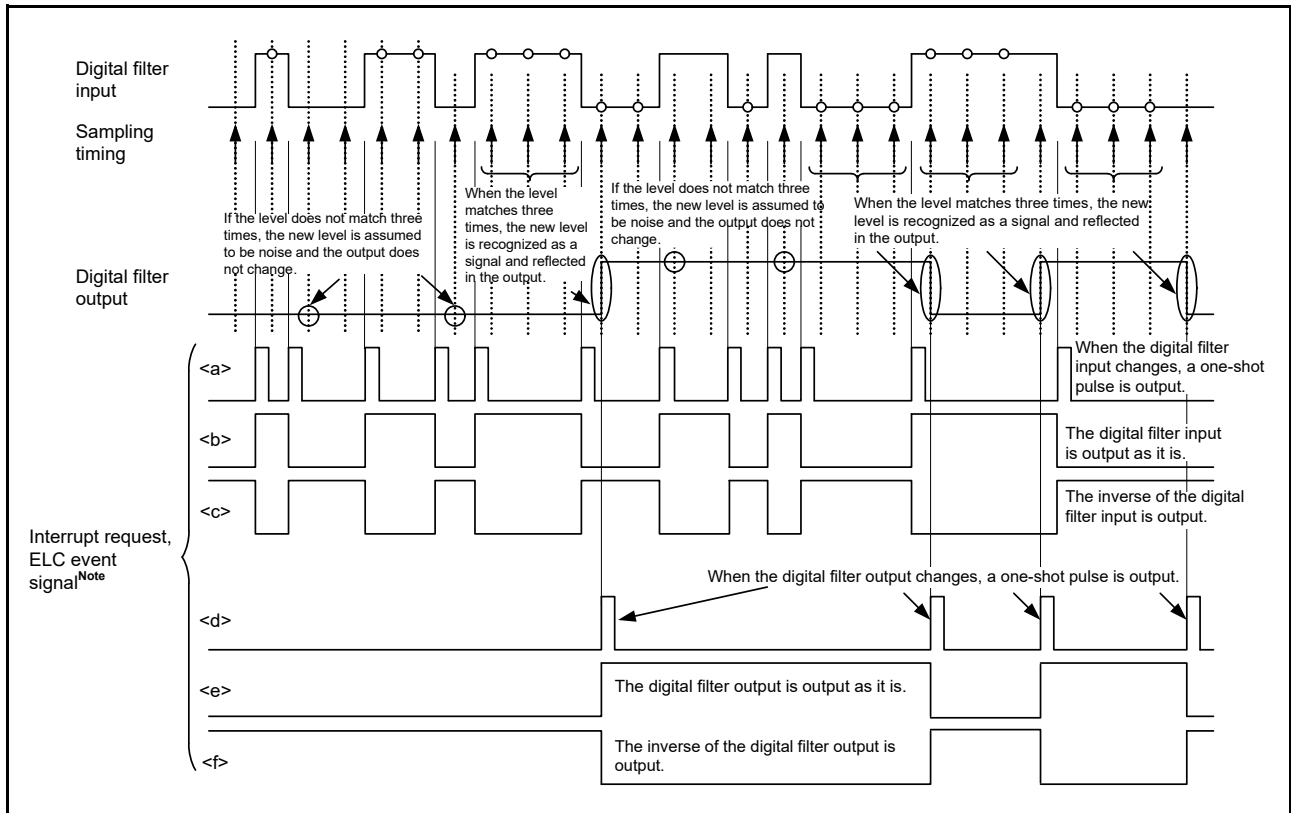 Digital filter
input
Sampling
timing
If the level does not match three
times, the new level is assumed
to be noise and the output does
not change.
When the level
matches three
times, the new level
is recognized as a
signal and reflected
in the output.
If the level does not match three
times, the new level is assumed to
be noise and the output does not
change.
When the level matches three times, the new
level is recognized as a signal and reflected
in the output.
Digital filter
output
<a>
When the digital filter
input changes, a one-shot
pulse is output.
<b>
The digital filter input
is output as it is.
<c>
The inverse of the digital
filter input is output.
Interrupt request,
ELC event
signalNote
When the digital filter output changes, a one-shot pulse is output.
<d>
<e>
The digital filter output is output as it is.
<f>
The inverse of the digital filter output is
output.